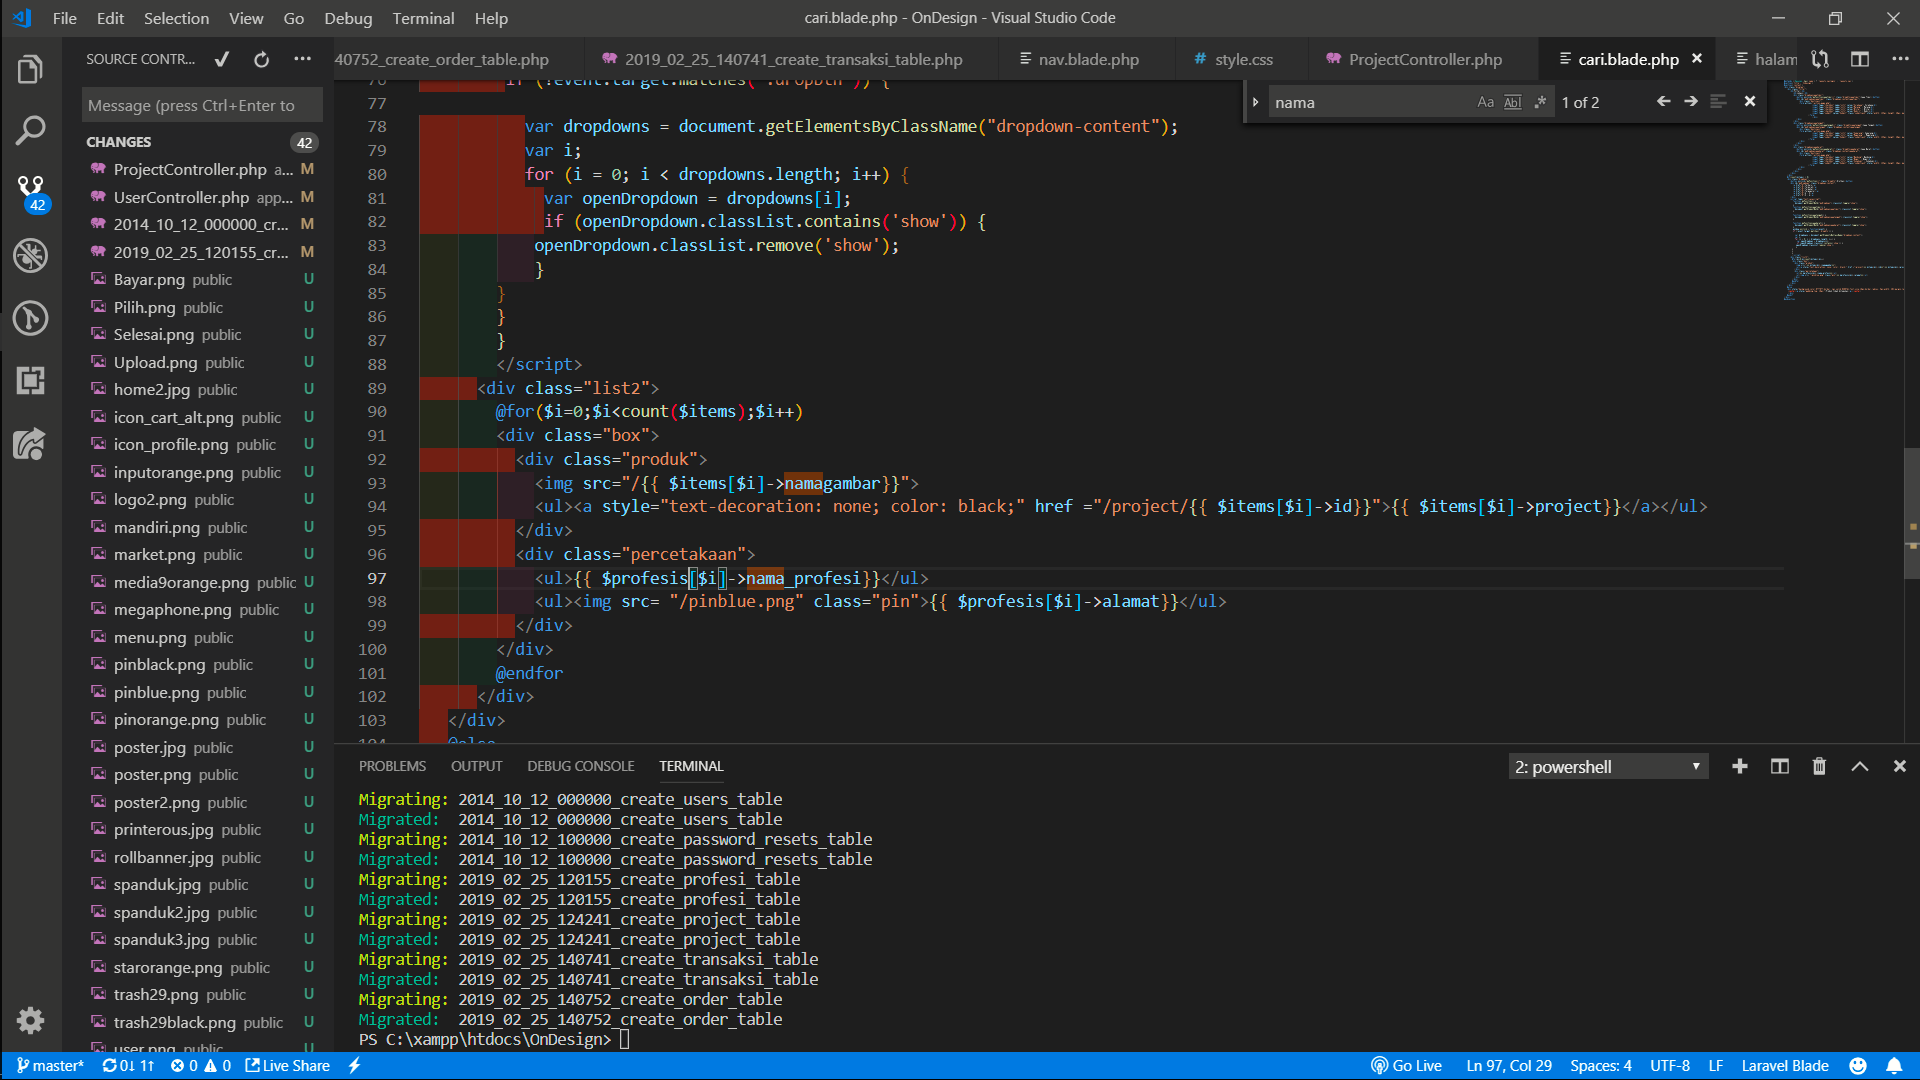 File Edit Selection View Go Debug Terminal Help
cari.blade.php - OnDesign - Visual Studio Code
SOURCE CONTR...
40752_create_order_table.php 2019_02_25_140741_create_transaksi_table.php nav.blade.php # style.css ProjectController.php cari.blade.php × halam
nama Aa Abl .* 1 of 2
Message (press Ctrl+Enter to
CHANGES 42
42
ProjectController.php a... M
UserController.php app... M
2014_10_12_000000_cr... M
2019_02_25_120155_cr... M
Bayar.png public U
Pilih.png public U
Selesai.png public U
Upload.png public U
home2.jpg public U
icon_cart_alt.png public U
icon_profile.png public U
inputorange.png public U
logo2.png public U
mandiri.png public U
market.png public U
media9orange.png public U
megaphone.png public U
menu.png public U
pinblack.png public U
pinblue.png public U
pinorange.png public U
poster.jpg public U
poster.png public U
poster2.png public U
printerous.jpg public U
rollbanner.jpg public U
spanduk.jpg public U
spanduk2.jpg public U
spanduk3.jpg public U
starorange.png public U
trash29.png public U
trash29black.png public U
user.png public U
76 if (!event.target.matches('.dropbtn')) {
77
78 var dropdowns = document.getElementsByClassName("dropdown-content");
79 var i;
80 for (i = 0; i < dropdowns.length; i++) {
81 var openDropdown = dropdowns[i];
82 if (openDropdown.classList.contains('show')) {
83 openDropdown.classList.remove('show');
84 }
85 }
86 }
87 }
88 </script>
89 <div class="list2">
90 @for($i=0;$i<count($items);$i++)
91 <div class="box">
92 <div class="produk">
93 <img src="/{{ $items[$i]->namagambar}}">
94 <ul><a style="text-decoration: none; color: black;" href ="/project/{{ $items[$i]->id}}">{{ $items[$i]->project}}</a></ul>
95 </div>
96 <div class="percetakaan">
97 <ul>{{ $profesis[$i]->nama_profesi}}</ul>
98 <ul><img src= "/pinblue.png" class="pin">{{ $profesis[$i]->alamat}}</ul>
99 </div>
100 </div>
101 @endfor
102 </div>
103 </div>
104 @else
PROBLEMS OUTPUT DEBUG CONSOLE TERMINAL 2: powershell
Migrating: 2014_10_12_000000_create_users_table
Migrated: 2014_10_12_000000_create_users_table
Migrating: 2014_10_12_100000_create_password_resets_table
Migrated: 2014_10_12_100000_create_password_resets_table
Migrating: 2019_02_25_120155_create_profesi_table
Migrated: 2019_02_25_120155_create_profesi_table
Migrating: 2019_02_25_124241_create_project_table
Migrated: 2019_02_25_124241_create_project_table
Migrating: 2019_02_25_140741_create_transaksi_table
Migrated: 2019_02_25_140741_create_transaksi_table
Migrating: 2019_02_25_140752_create_order_table
Migrated: 2019_02_25_140752_create_order_table
PS C:\xampp\htdocs\OnDesign>
master* 0↓ 1↑ 0 0 Live Share Go Live Ln 97, Col 29 Spaces: 4 UTF-8 LF Laravel Blade